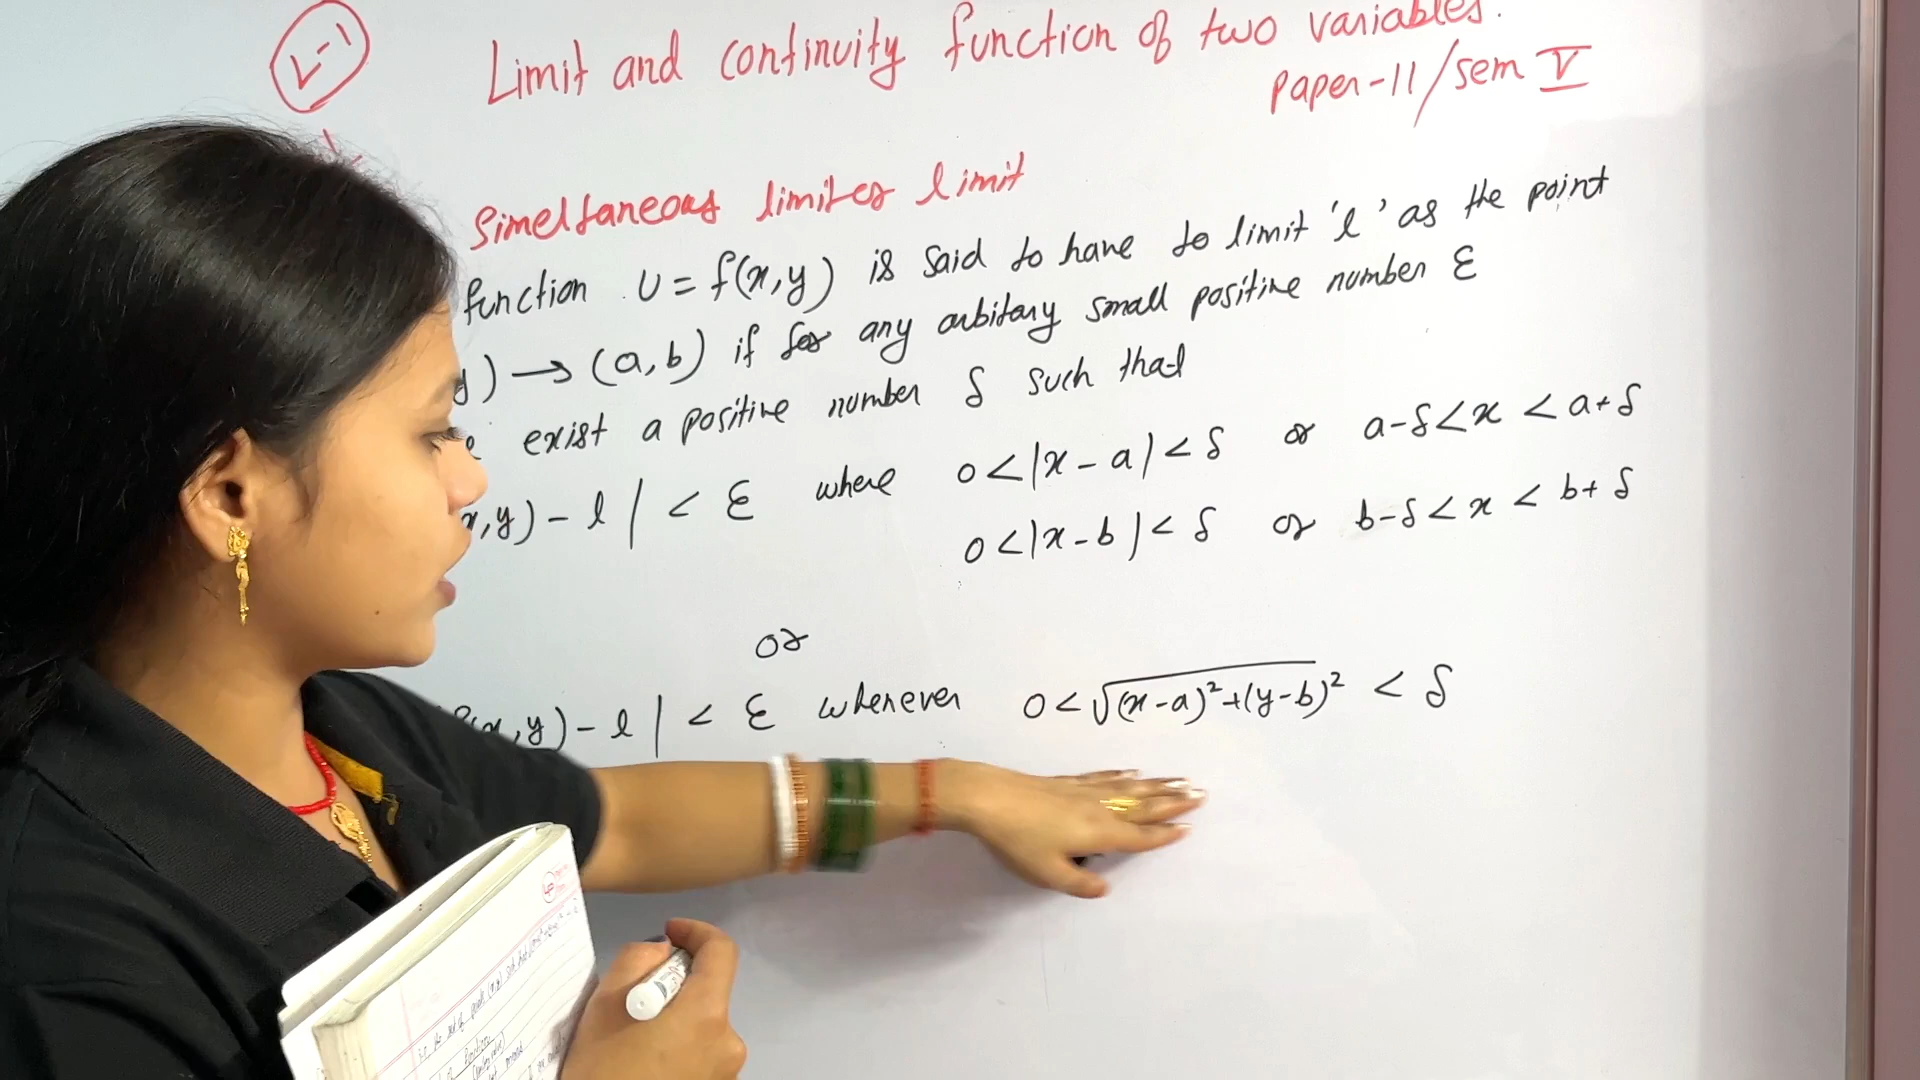 L-1
Limit and continuity function of two variables.
Paper-11/sem V
Simeltaneous limites limit
function U = f(x,y) is said to have to limit 'l' as the point
y) → (a,b) if for any arbitary small positive number ε
exist a positive number δ such that
x,y) - l | < ε where 0<|x-a|<δ or a-δ<x<a+δ
0<|x-b|<δ or b-δ<x<b+δ
or
x,y) - l | < ε whenever 0<√(x-a)²+(y-b)² < δ